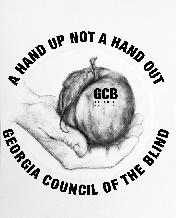 A HAND UP NOT A HAND OUT
GCB
GEORGIA COUNCIL OF THE BLIND